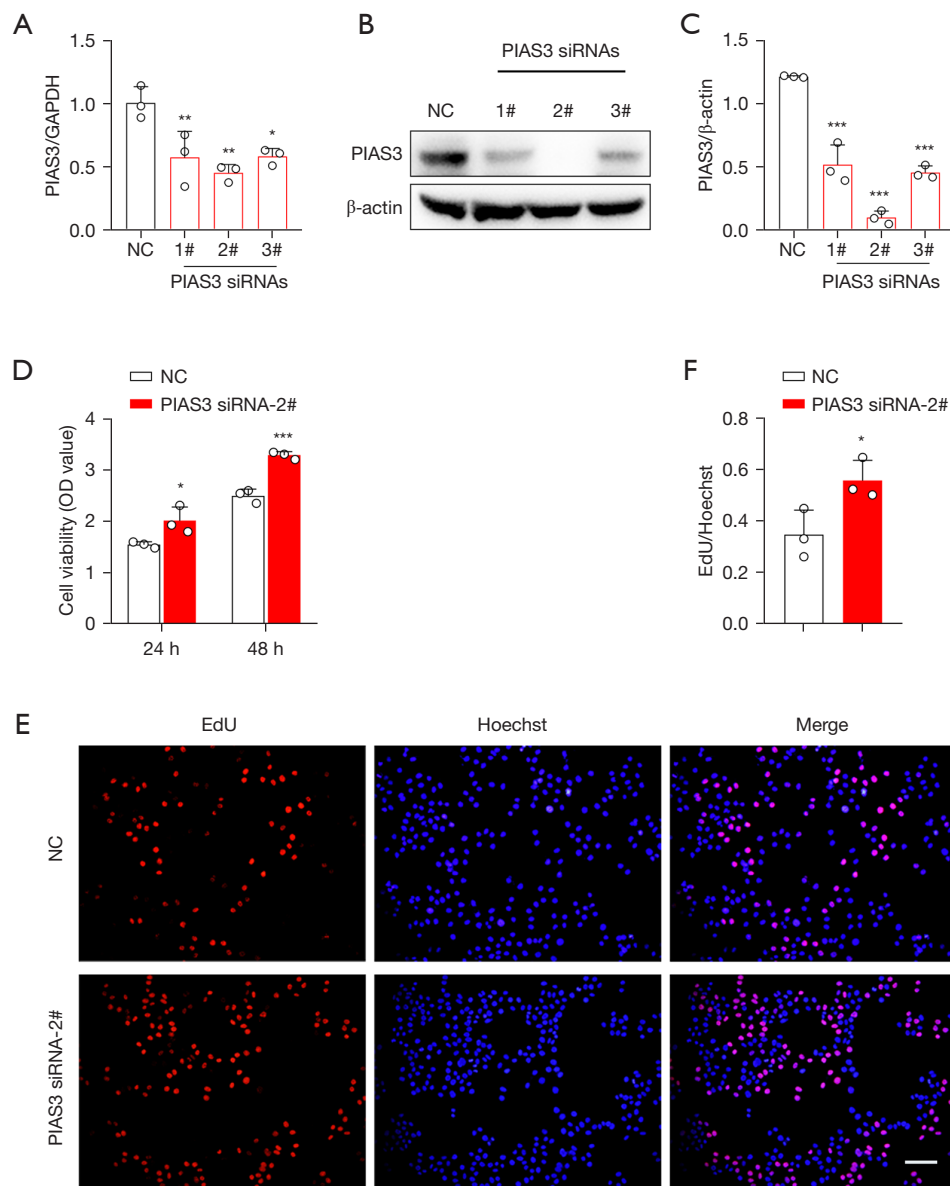 A
PIAS3/GAPDH
1.5
1.0
0.5
0.0
**
**
*
NC
1#
2#
3#
PIAS3 siRNAs
B
PIAS3 siRNAs
NC
1#
2#
3#
PIAS3
β-actin
C
PIAS3/β-actin
1.5
1.0
0.5
0.0
***
***
***
NC
1#
2#
3#
PIAS3 siRNAs
D
NC
PIAS3 siRNA-2#
Cell viability (OD value)
4
3
2
1
0
*
***
24 h
48 h
F
NC
PIAS3 siRNA-2#
EdU/Hoechst
0.8
0.6
0.4
0.2
0.0
*
E
EdU
Hoechst
Merge
NC
PIAS3 siRNA-2#